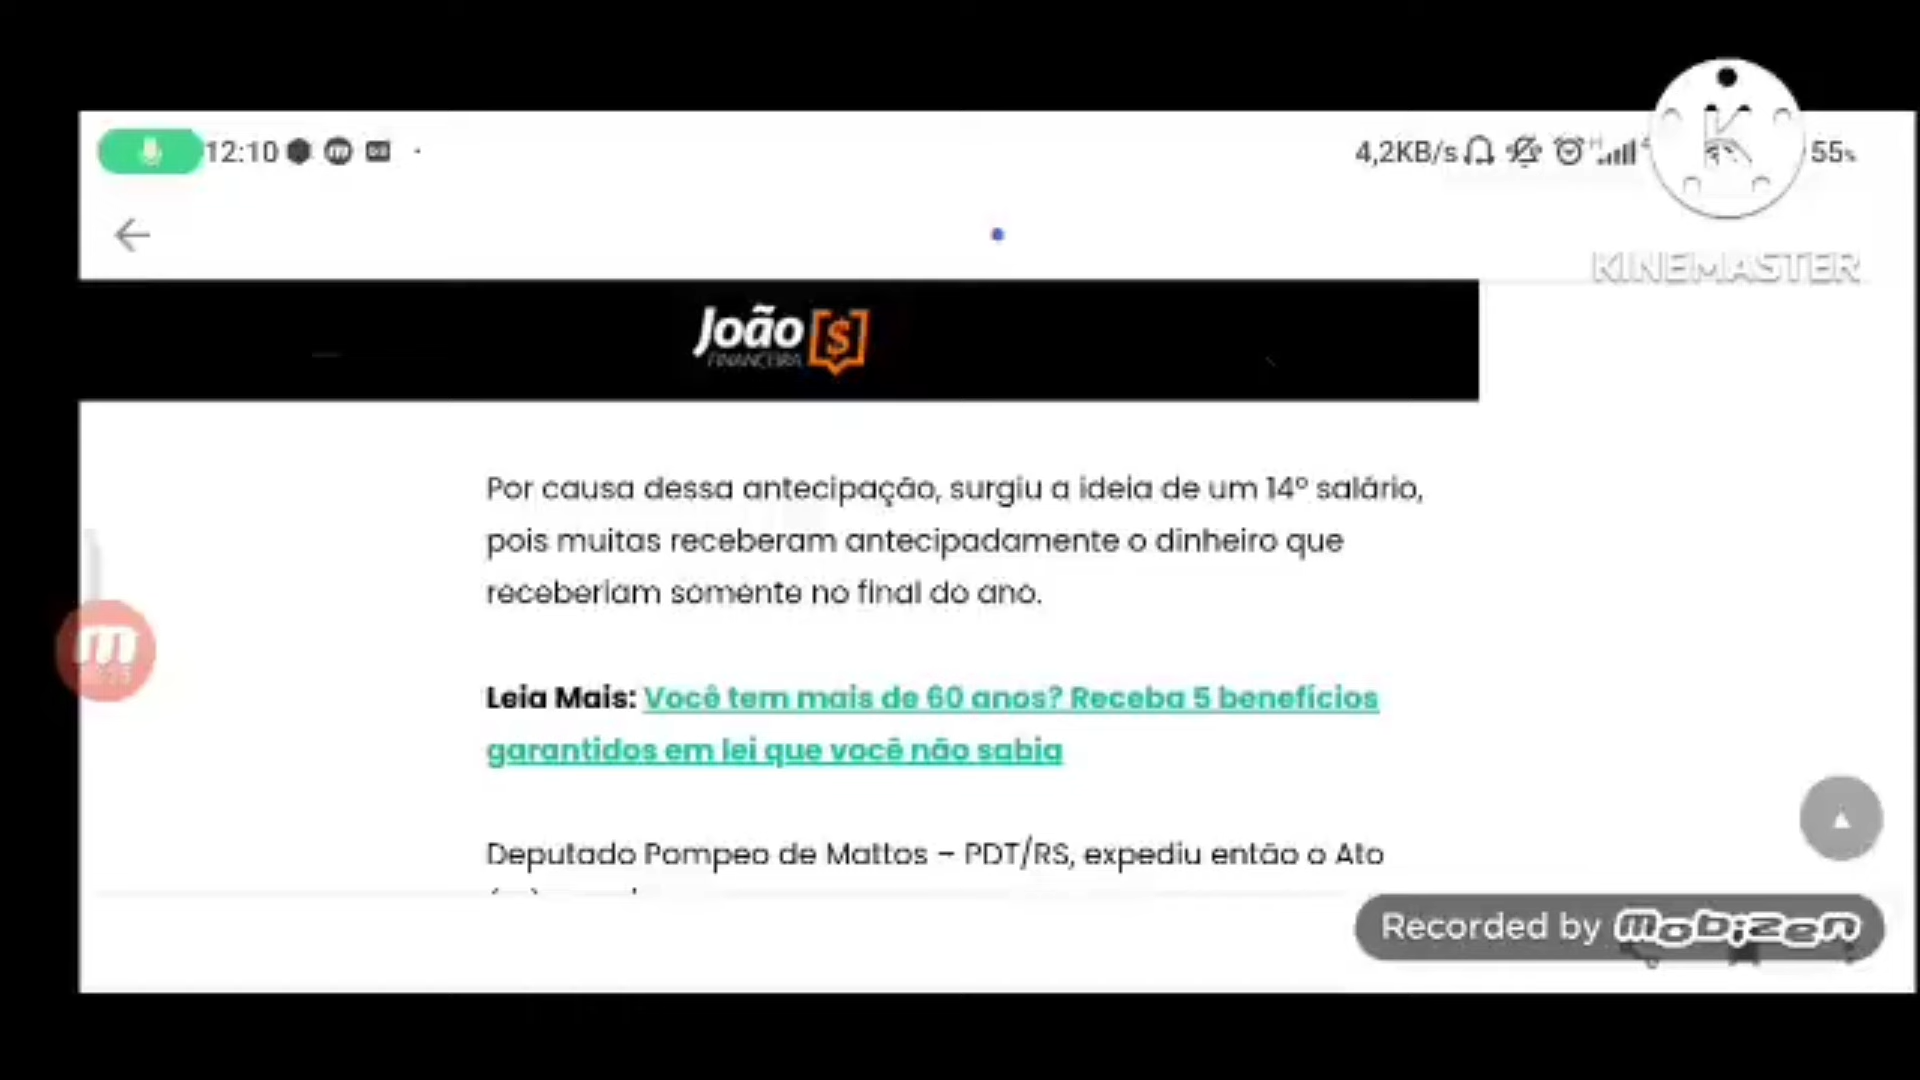 12:10
4,2KB/s
55%
KINEMASTER
João
FINANCEIRA
Por causa dessa antecipação, surgiu a ideia de um 14º salário,
pois muitas receberam antecipadamente o dinheiro que
receberiam somente no final do ano.
Leia Mais: Você tem mais de 60 anos? Receba 5 benefícios
garantidos em lei que você não sabia
Deputado Pompeo de Mattos – PDT/RS, expediu então o Ato
Recorded by mobizen